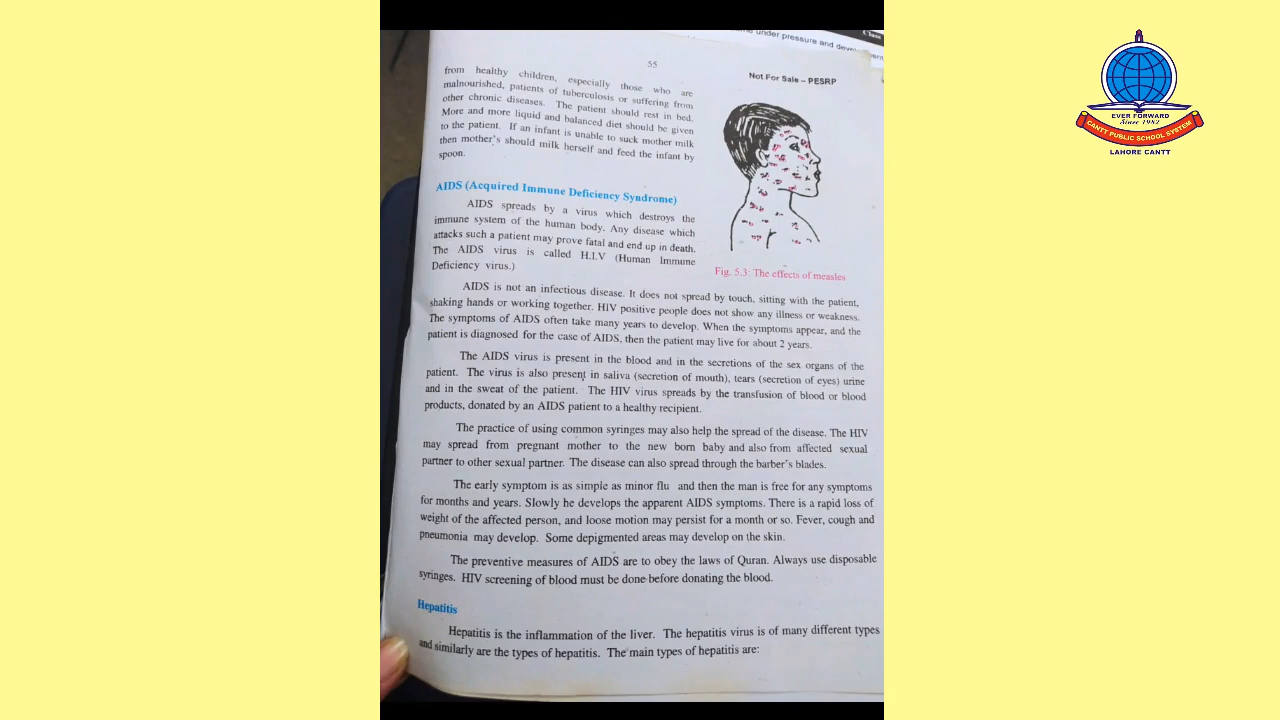 ome under pressure and deve
Class
55
Not For Sale – PESRP
from healthy children, especially those who are
malnourished, patients of tuberculosis or suffering from
other chronic diseases. The patient should rest in bed.
More and more liquid and balanced diet should be given
to the patient. If an infant is unable to suck mother milk
then mother's should milk herself and feed the infant by
spoon.
AIDS (Acquired Immune Deficiency Syndrome)
AIDS spreads by a virus which destroys the
immune system of the human body. Any disease which
attacks such a patient may prove fatal and end up in death.
The AIDS virus is called H.I.V (Human Immune
Deficiency virus.)
Fig. 5.3: The effects of measles
AIDS is not an infectious disease. It does not spread by touch, sitting with the patient,
shaking hands or working together. HIV positive people does not show any illness or weakness.
The symptoms of AIDS often take many years to develop. When the symptoms appear, and the
patient is diagnosed for the case of AIDS, then the patient may live for about 2 years.
The AIDS virus is present in the blood and in the secretions of the sex organs of the
patient. The virus is also present in saliva (secretion of mouth), tears (secretion of eyes) urine
and in the sweat of the patient. The HIV virus spreads by the transfusion of blood or blood
products, donated by an AIDS patient to a healthy recipient.
The practice of using common syringes may also help the spread of the disease. The HIV
may spread from pregnant mother to the new born baby and also from affected sexual
partner to other sexual partner. The disease can also spread through the barber's blades.
The early symptom is as simple as minor flu and then the man is free for any symptoms
for months and years. Slowly he develops the apparent AIDS symptoms. There is a rapid loss of
weight of the affected person, and loose motion may persist for a month or so. Fever, cough and
pneumonia may develop. Some depigmented areas may develop on the skin.
The preventive measures of AIDS are to obey the laws of Quran. Always use disposable
syringes. HIV screening of blood must be done before donating the blood.
Hepatitis
Hepatitis is the inflammation of the liver. The hepatitis virus is of many different types
and similarly are the types of hepatitis. The main types of hepatitis are:
EVER FORWARD
Since 1982
CANTT PUBLIC SCHOOL SYSTEM
LAHORE CANTT